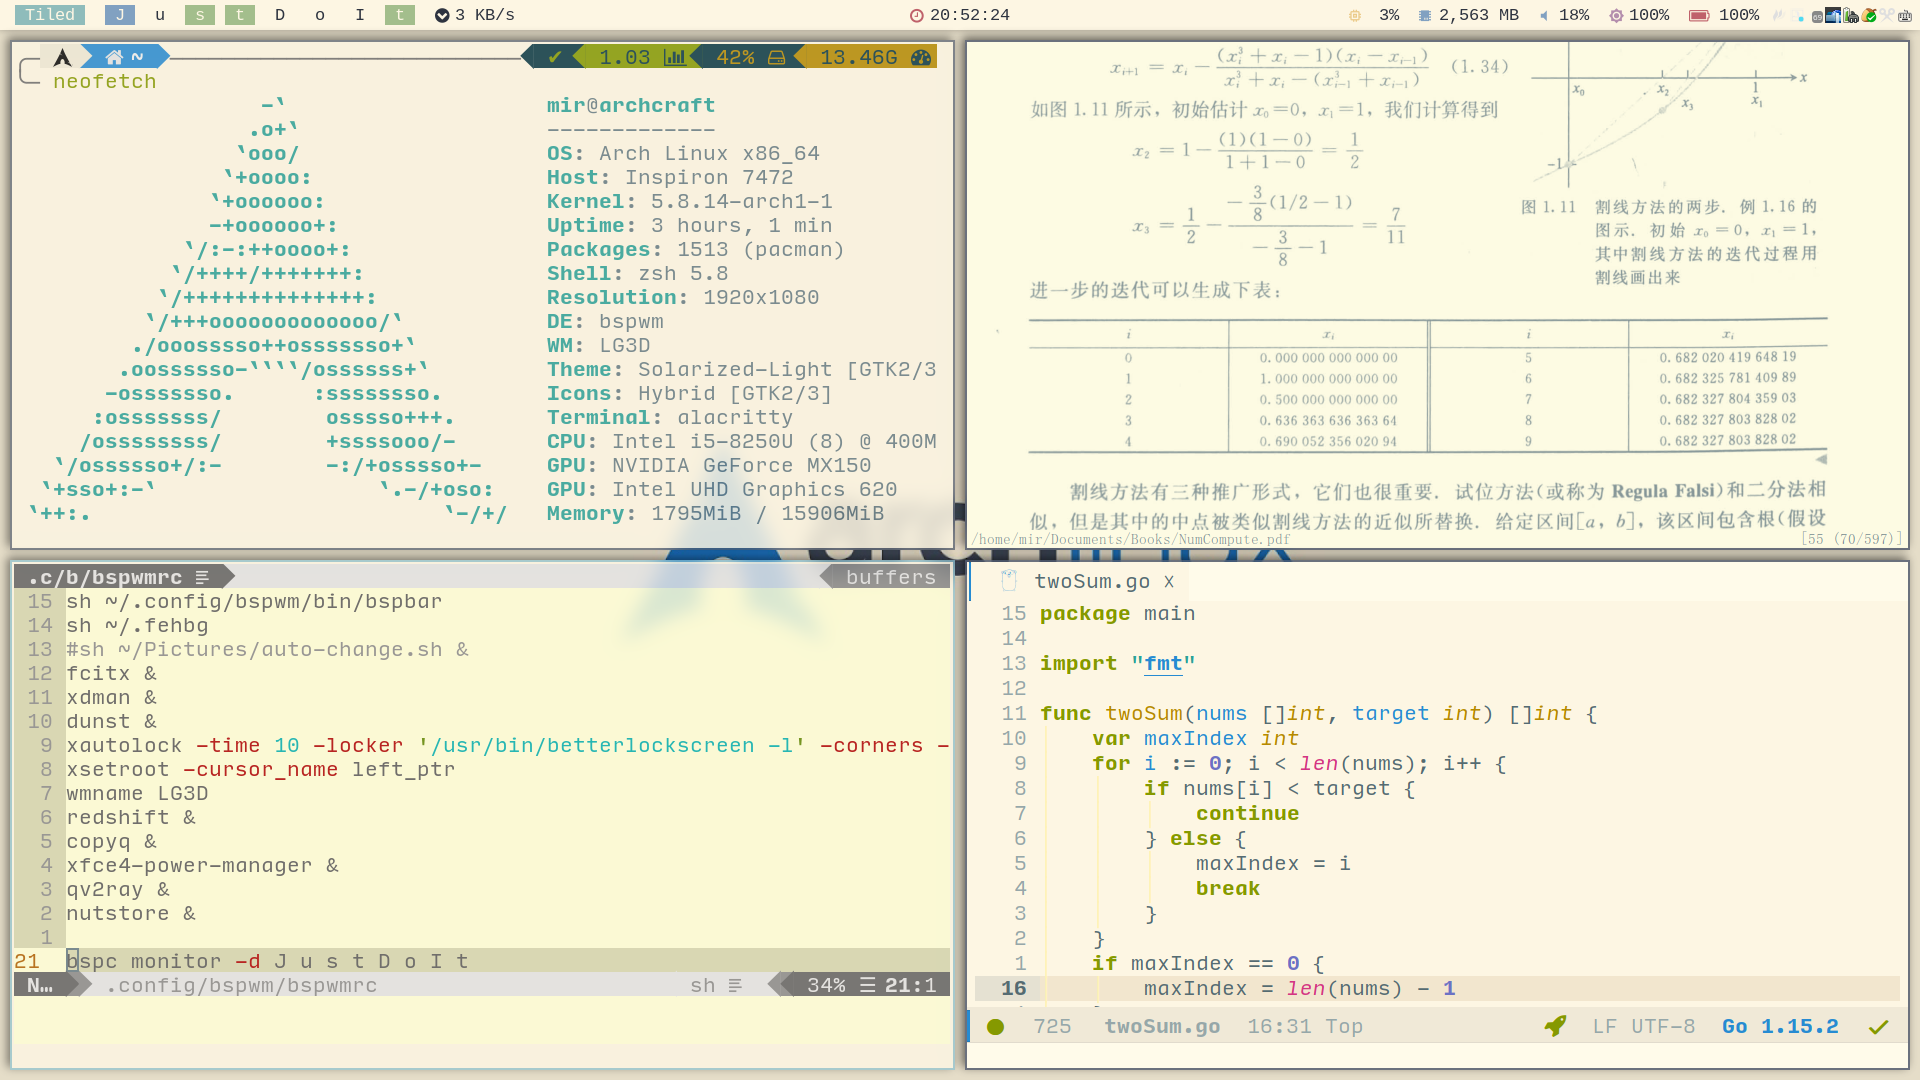 Tiled J u s t D o I t 3 KB/s 20:52:24 3% 2,563 MB 18% 100% 100%
~ ✔ 1.03 42% 13.46G
neofetch
-`
.o+` mir@archcraft
`ooo/ -------------
`+oooo: OS: Arch Linux x86_64
`+oooooo: Host: Inspiron 7472
-+oooooo+: Kernel: 5.8.14-arch1-1
`/:-:++oooo+: Uptime: 3 hours, 1 min
`/++++/+++++++: Packages: 1513 (pacman)
`/++++++++++++++: Shell: zsh 5.8
`/+++ooooooooooooo/` Resolution: 1920x1080
./ooosssso++osssssso+` DE: bspwm
.oossssso-````/ossssss+` WM: LG3D
-osssssso. :ssssssso. Theme: Solarized-Light [GTK2/3
:osssssss/ osssso+++. Icons: Hybrid [GTK2/3]
/ossssssss/ +ssssooo/- Terminal: alacritty
`/ossssso+/:- -:/+osssso+- CPU: Intel i5-8250U (8) @ 400M
`+sso+:-` `.-/+oso: GPU: NVIDIA GeForce MX150
`++:. `-/+/ GPU: Intel UHD Graphics 620
Memory: 1795MiB / 15906MiB
x_{i+1} = x_i − (x_i^3 + x_i − 1)(x_i − x_{i−1}) / x_i^3 + x_i − (x_{i−1}^3 + x_{i−1}) (1.34)
如图 1.11 所示，初始估计 x₀=0，x₁=1，我们计算得到
x₂ = 1 − (1)(1−0) / 1+1−0 = 1/2
x₃ = 1/2 − −3/8(1/2−1) / −3/8−1 = 7/11
x₀ x₂ x₃ 1 x₁ x
−1
图 1.11 割线方法的两步. 例 1.16 的
图示. 初始 x₀=0，x₁=1，
其中割线方法的迭代过程用
割线画出来
进一步的迭代可以生成下表：
i x_i i x_i
0 0.000 000 000 000 00 5 0.682 020 419 648 19
1 1.000 000 000 000 00 6 0.682 325 781 409 89
2 0.500 000 000 000 00 7 0.682 327 804 359 03
3 0.636 363 636 363 64 8 0.682 327 803 828 02
4 0.690 052 356 020 94 9 0.682 327 803 828 02
割线方法有三种推广形式，它们也很重要. 试位方法(或称为 Regula Falsi)和二分法相
似，但是其中的中点被类似割线方法的近似所替换. 给定区间[a，b]，该区间包含根(假设
/home/mir/Documents/Books/NumCompute.pdf [55 (70/597)]
.c/b/bspwmrc buffers
15 sh ~/.config/bspwm/bin/bspbar
14 sh ~/.fehbg
13 #sh ~/Pictures/auto-change.sh &
12 fcitx &
11 xdman &
10 dunst &
9 xautolock -time 10 -locker '/usr/bin/betterlockscreen -l' -corners -
8 xsetroot -cursor_name left_ptr
7 wmname LG3D
6 redshift &
5 copyq &
4 xfce4-power-manager &
3 qv2ray &
2 nutstore &
1
21 bspc monitor -d J u s t D o I t
N… .config/bspwm/bspwmrc sh 34% ☰ 21:1
twoSum.go x
15 package main
14
13 import "fmt"
12
11 func twoSum(nums []int, target int) []int {
10 var maxIndex int
9 for i := 0; i < len(nums); i++ {
8 if nums[i] < target {
7 continue
6 } else {
5 maxIndex = i
4 break
3 }
2 }
1 if maxIndex == 0 {
16 maxIndex = len(nums) - 1
725 twoSum.go 16:31 Top LF UTF-8 Go 1.15.2